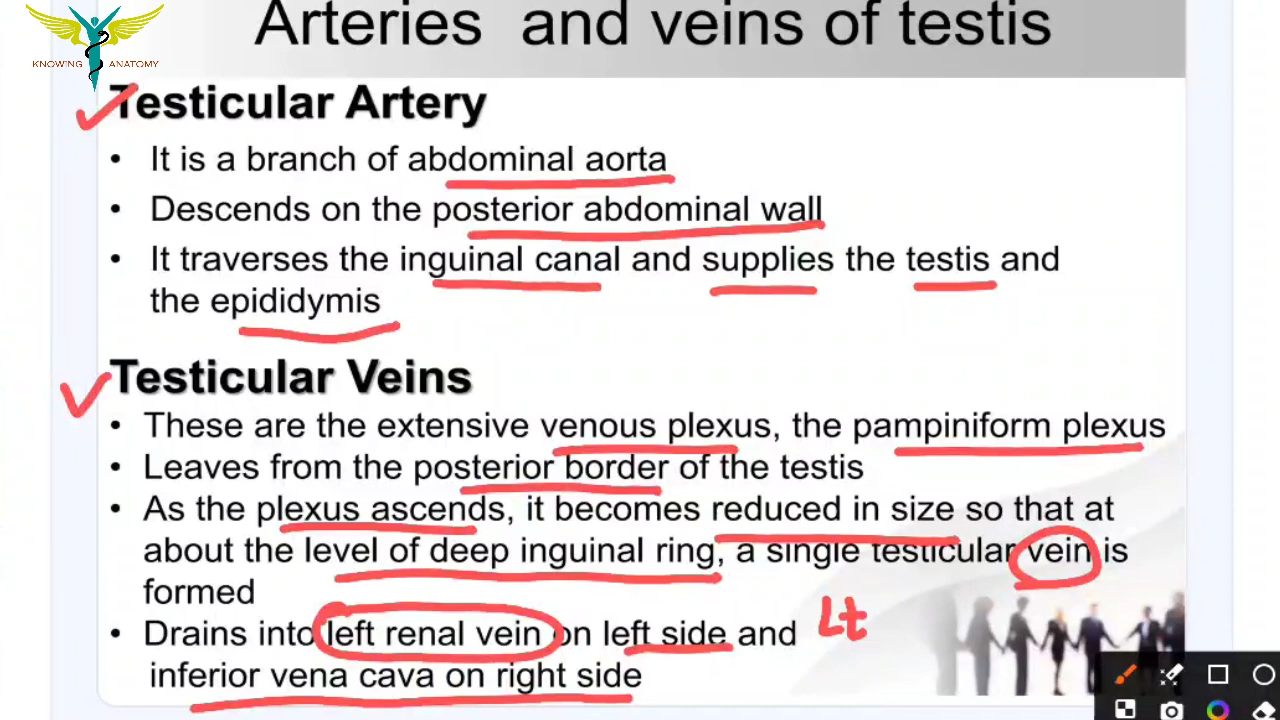 Arteries and veins of testis
KNOWING ANATOMY
Testicular Artery
• It is a branch of abdominal aorta
• Descends on the posterior abdominal wall
• It traverses the inguinal canal and supplies the testis and
the epididymis
Testicular Veins
• These are the extensive venous plexus, the pampiniform plexus
• Leaves from the posterior border of the testis
• As the plexus ascends, it becomes reduced in size so that at
about the level of deep inguinal ring, a single testicular vein is
formed
• Drains into left renal vein on left side and
inferior vena cava on right side
Lt